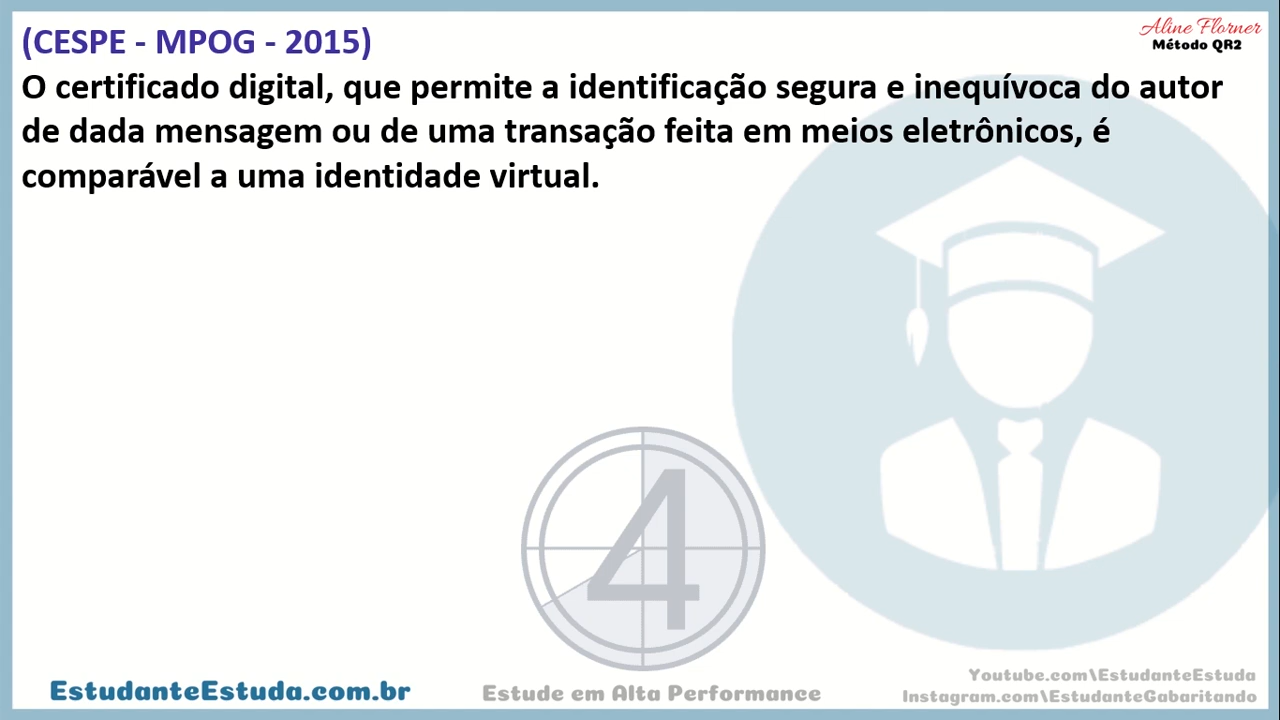 (CESPE - MPOG - 2015)
Aline Florner
Método QR2
O certificado digital, que permite a identificação segura e inequívoca do autor
de dada mensagem ou de uma transação feita em meios eletrônicos, é
comparável a uma identidade virtual.
4
EstudanteEstuda.com.br
Estude em Alta Performance
Youtube.com\EstudanteEstuda
Instagram.com\EstudanteGabaritando